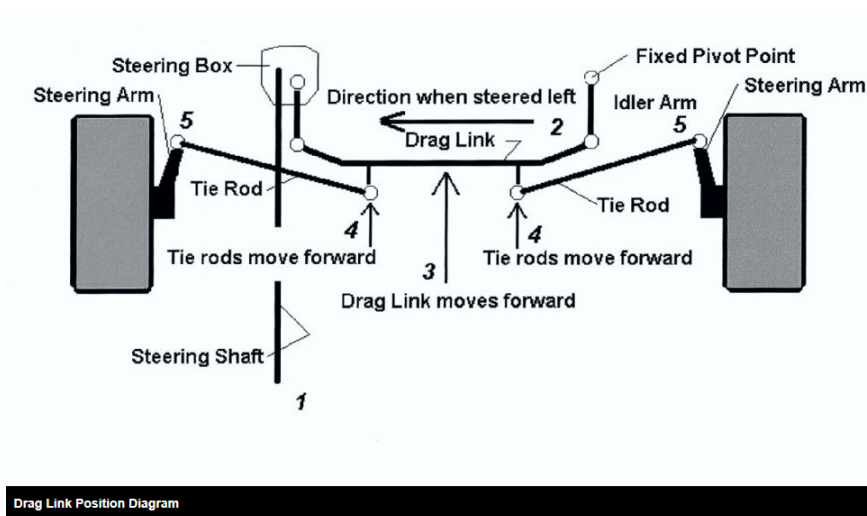 Steering Box
Fixed Pivot Point
Steering Arm
Steering Arm
Direction when steered left
Idler Arm
5
2
5
Drag Link
Tie Rod
Tie Rod
4
4
Tie rods move forward
3
Tie rods move forward
Drag Link moves forward
Steering Shaft
1
Drag Link Position Diagram